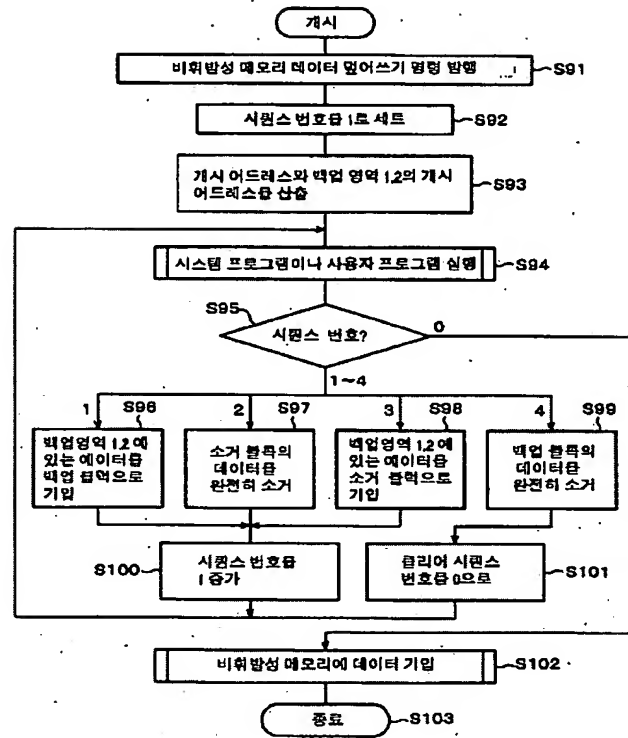 개시
비휘발성 메모리 데이터 덮어쓰기 명령 발행
S91
시퀀스 번호를 1로 세트
S92
개시 어드레스와 백업 영역 1,2의 개시
어드레스를 산출
S93
시스템 프로그램이나 사용자 프로그램 실행
S94
S95
시퀀스 번호?
0
1~4
1
S96
2
S97
3
S98
4
S99
백업영역 1,2에
있는 데이터를
백업 블럭으로
기입
소거 블록의
데이터를
완전히 소거
백업영역 1,2에
있는 데이터를
소거 블럭으로
기입
백업 블록의
데이터를
완전히 소거
S100
시퀀스 번호를
1 증가
클리어 시퀀스
번호를 0으로
S101
비휘발성 메모리에 데이터 기입
S102
종료
S103